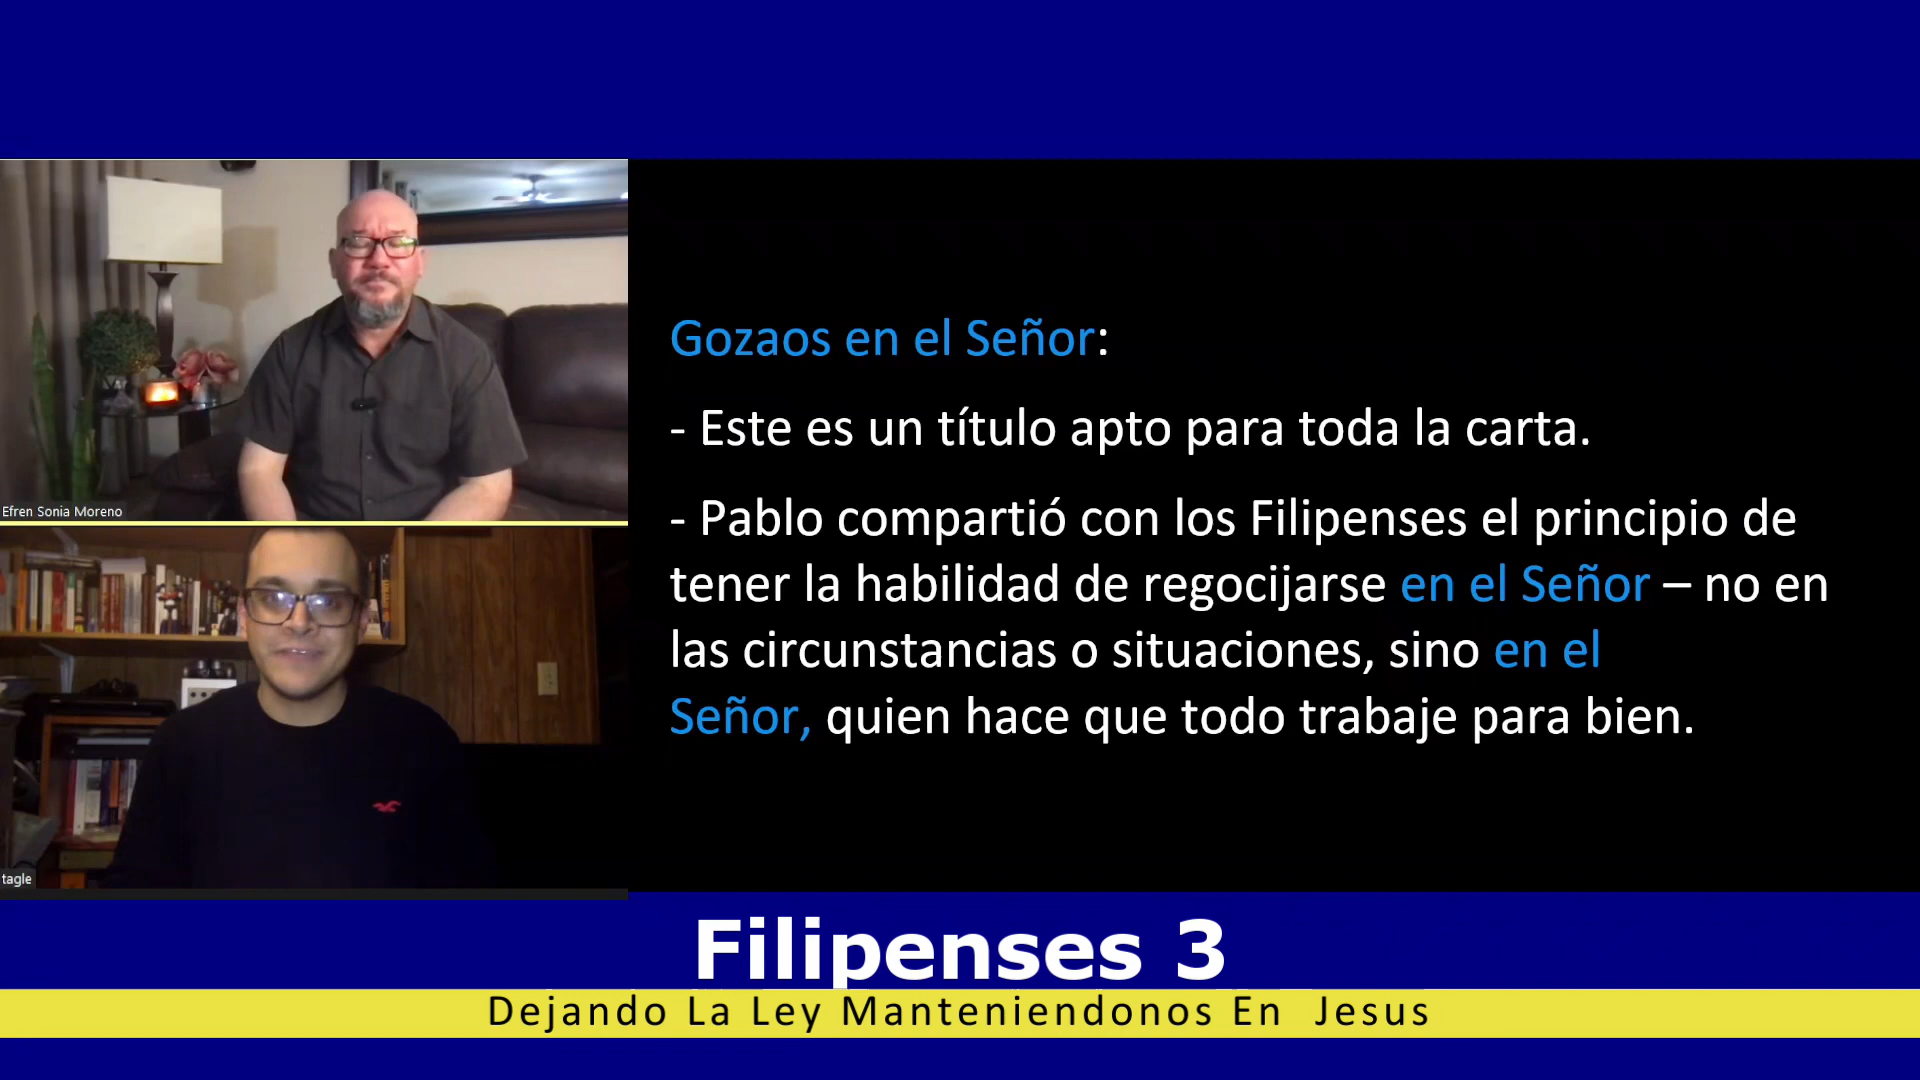 Efren Sonia Moreno
tagle
Gozaos en el Señor:
- Este es un título apto para toda la carta.
- Pablo compartió con los Filipenses el principio de
tener la habilidad de regocijarse en el Señor – no en
las circunstancias o situaciones, sino en el
Señor, quien hace que todo trabaje para bien.
Filipenses 3
Dejando La Ley Manteniendonos En  Jesus